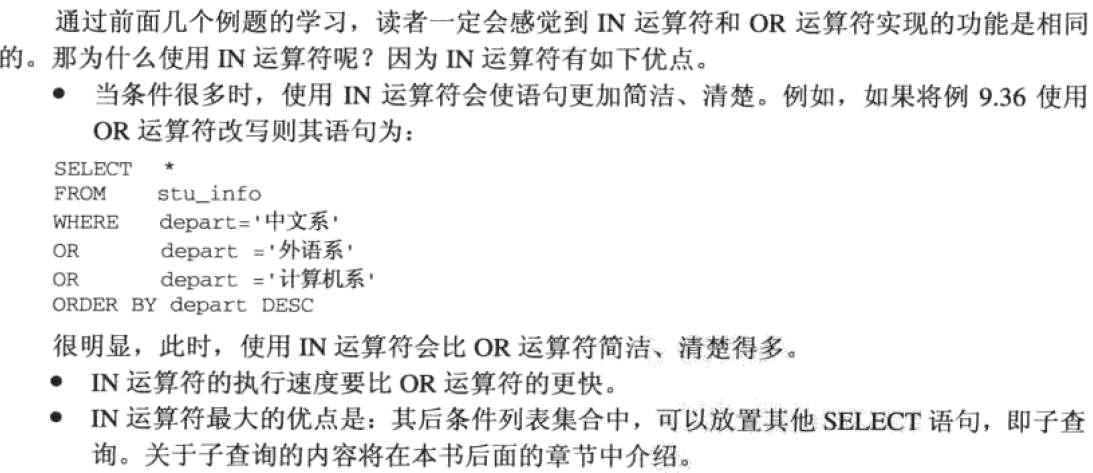 通过前面几个例题的学习，读者一定会感觉到 IN 运算符和 OR 运算符实现的功能是相同
的。那为什么使用 IN 运算符呢？因为 IN 运算符有如下优点。
● 当条件很多时，使用 IN 运算符会使语句更加简洁、清楚。例如，如果将例 9.36 使用
OR 运算符改写则其语句为：
SELECT *
FROM stu_info
WHERE depart='中文系'
OR depart ='外语系'
OR depart ='计算机系'
ORDER BY depart DESC
很明显，此时，使用 IN 运算符会比 OR 运算符简洁、清楚得多。
● IN 运算符的执行速度要比 OR 运算符的更快。
● IN 运算符最大的优点是：其后条件列表集合中，可以放置其他 SELECT 语句，即子查
询。关于子查询的内容将在本书后面的章节中介绍。